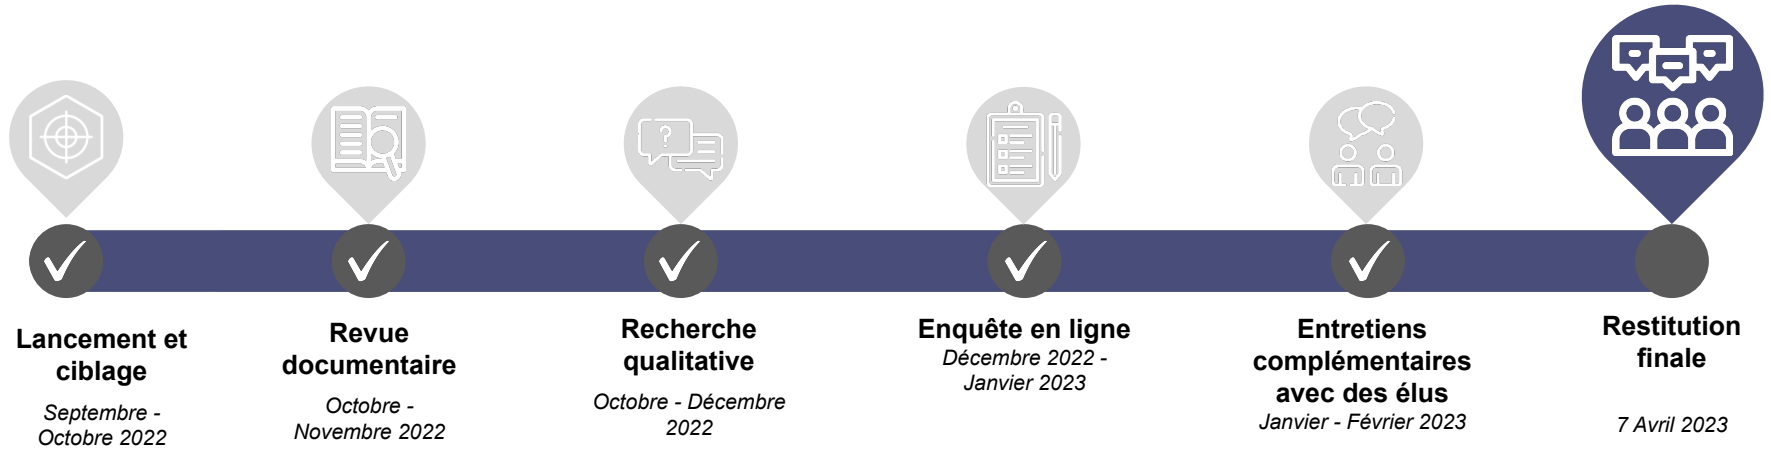 Lancement et
ciblage
Septembre -
Octobre 2022
Revue
documentaire
Octobre -
Novembre 2022
Recherche
qualitative
Octobre - Décembre
2022
Enquête en ligne
Décembre 2022 -
Janvier 2023
Entretiens
complémentaires
avec des élus
Janvier - Février 2023
Restitution
finale
7 Avril 2023